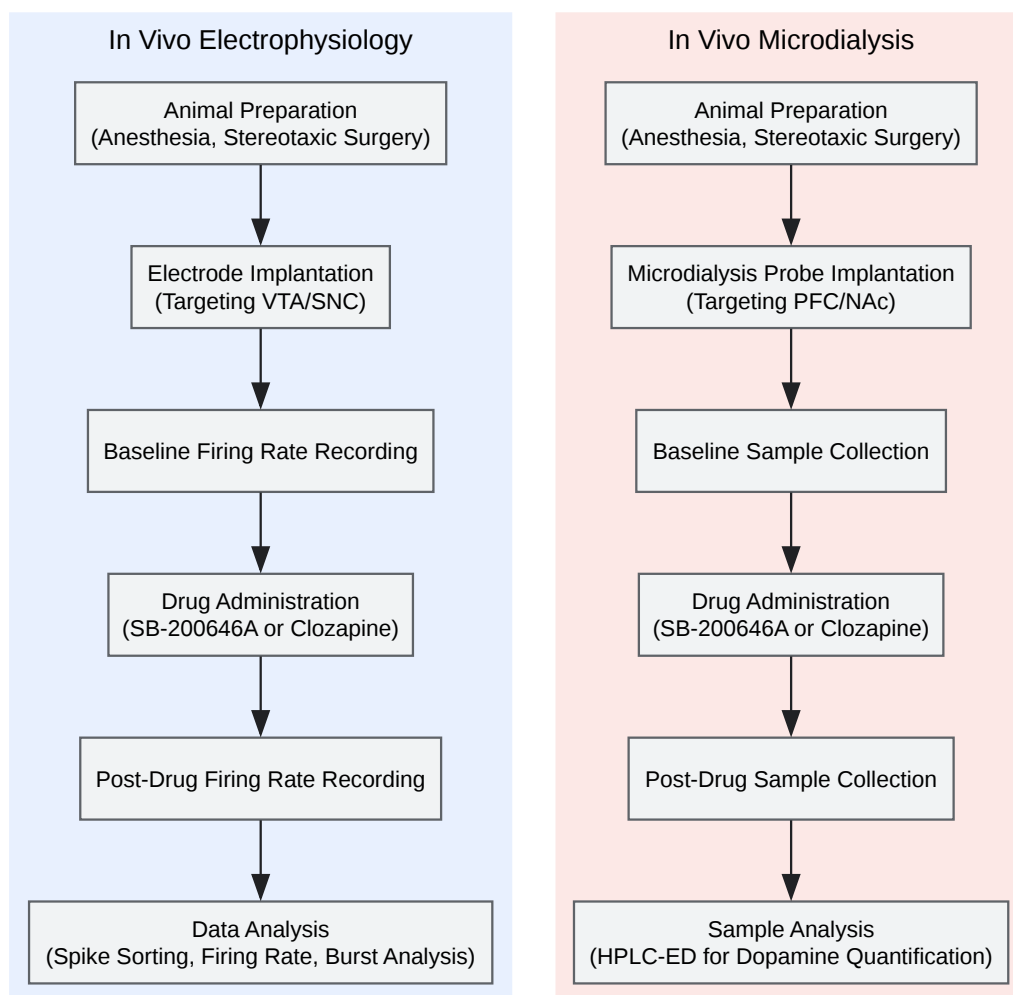 In Vivo Electrophysiology
Animal Preparation
(Anesthesia, Stereotaxic Surgery)
Electrode Implantation
(Targeting VTA/SNC)
Baseline Firing Rate Recording
Drug Administration
(SB-200646A or Clozapine)
Post-Drug Firing Rate Recording
Data Analysis
(Spike Sorting, Firing Rate, Burst Analysis)
In Vivo Microdialysis
Animal Preparation
(Anesthesia, Stereotaxic Surgery)
Microdialysis Probe Implantation
(Targeting PFC/NAc)
Baseline Sample Collection
Drug Administration
(SB-200646A or Clozapine)
Post-Drug Sample Collection
Sample Analysis
(HPLC-ED for Dopamine Quantification)